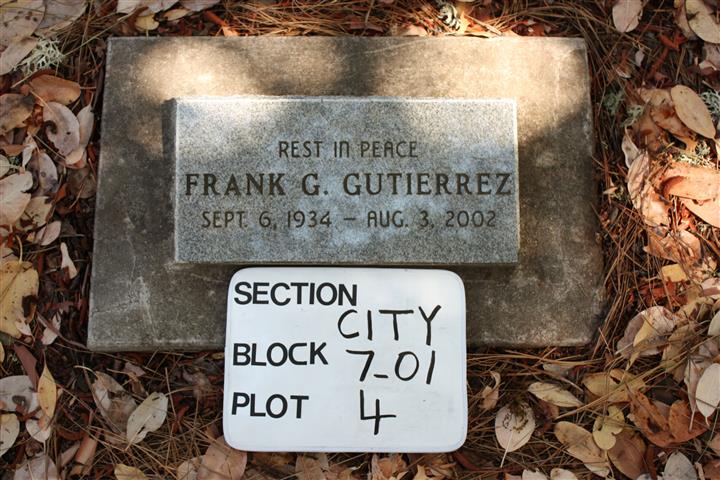 REST IN PEACE
FRANK G. GUTIERREZ
SEPT. 6, 1934 – AUG. 3, 2002
SECTION CITY
BLOCK 7-01
PLOT 4